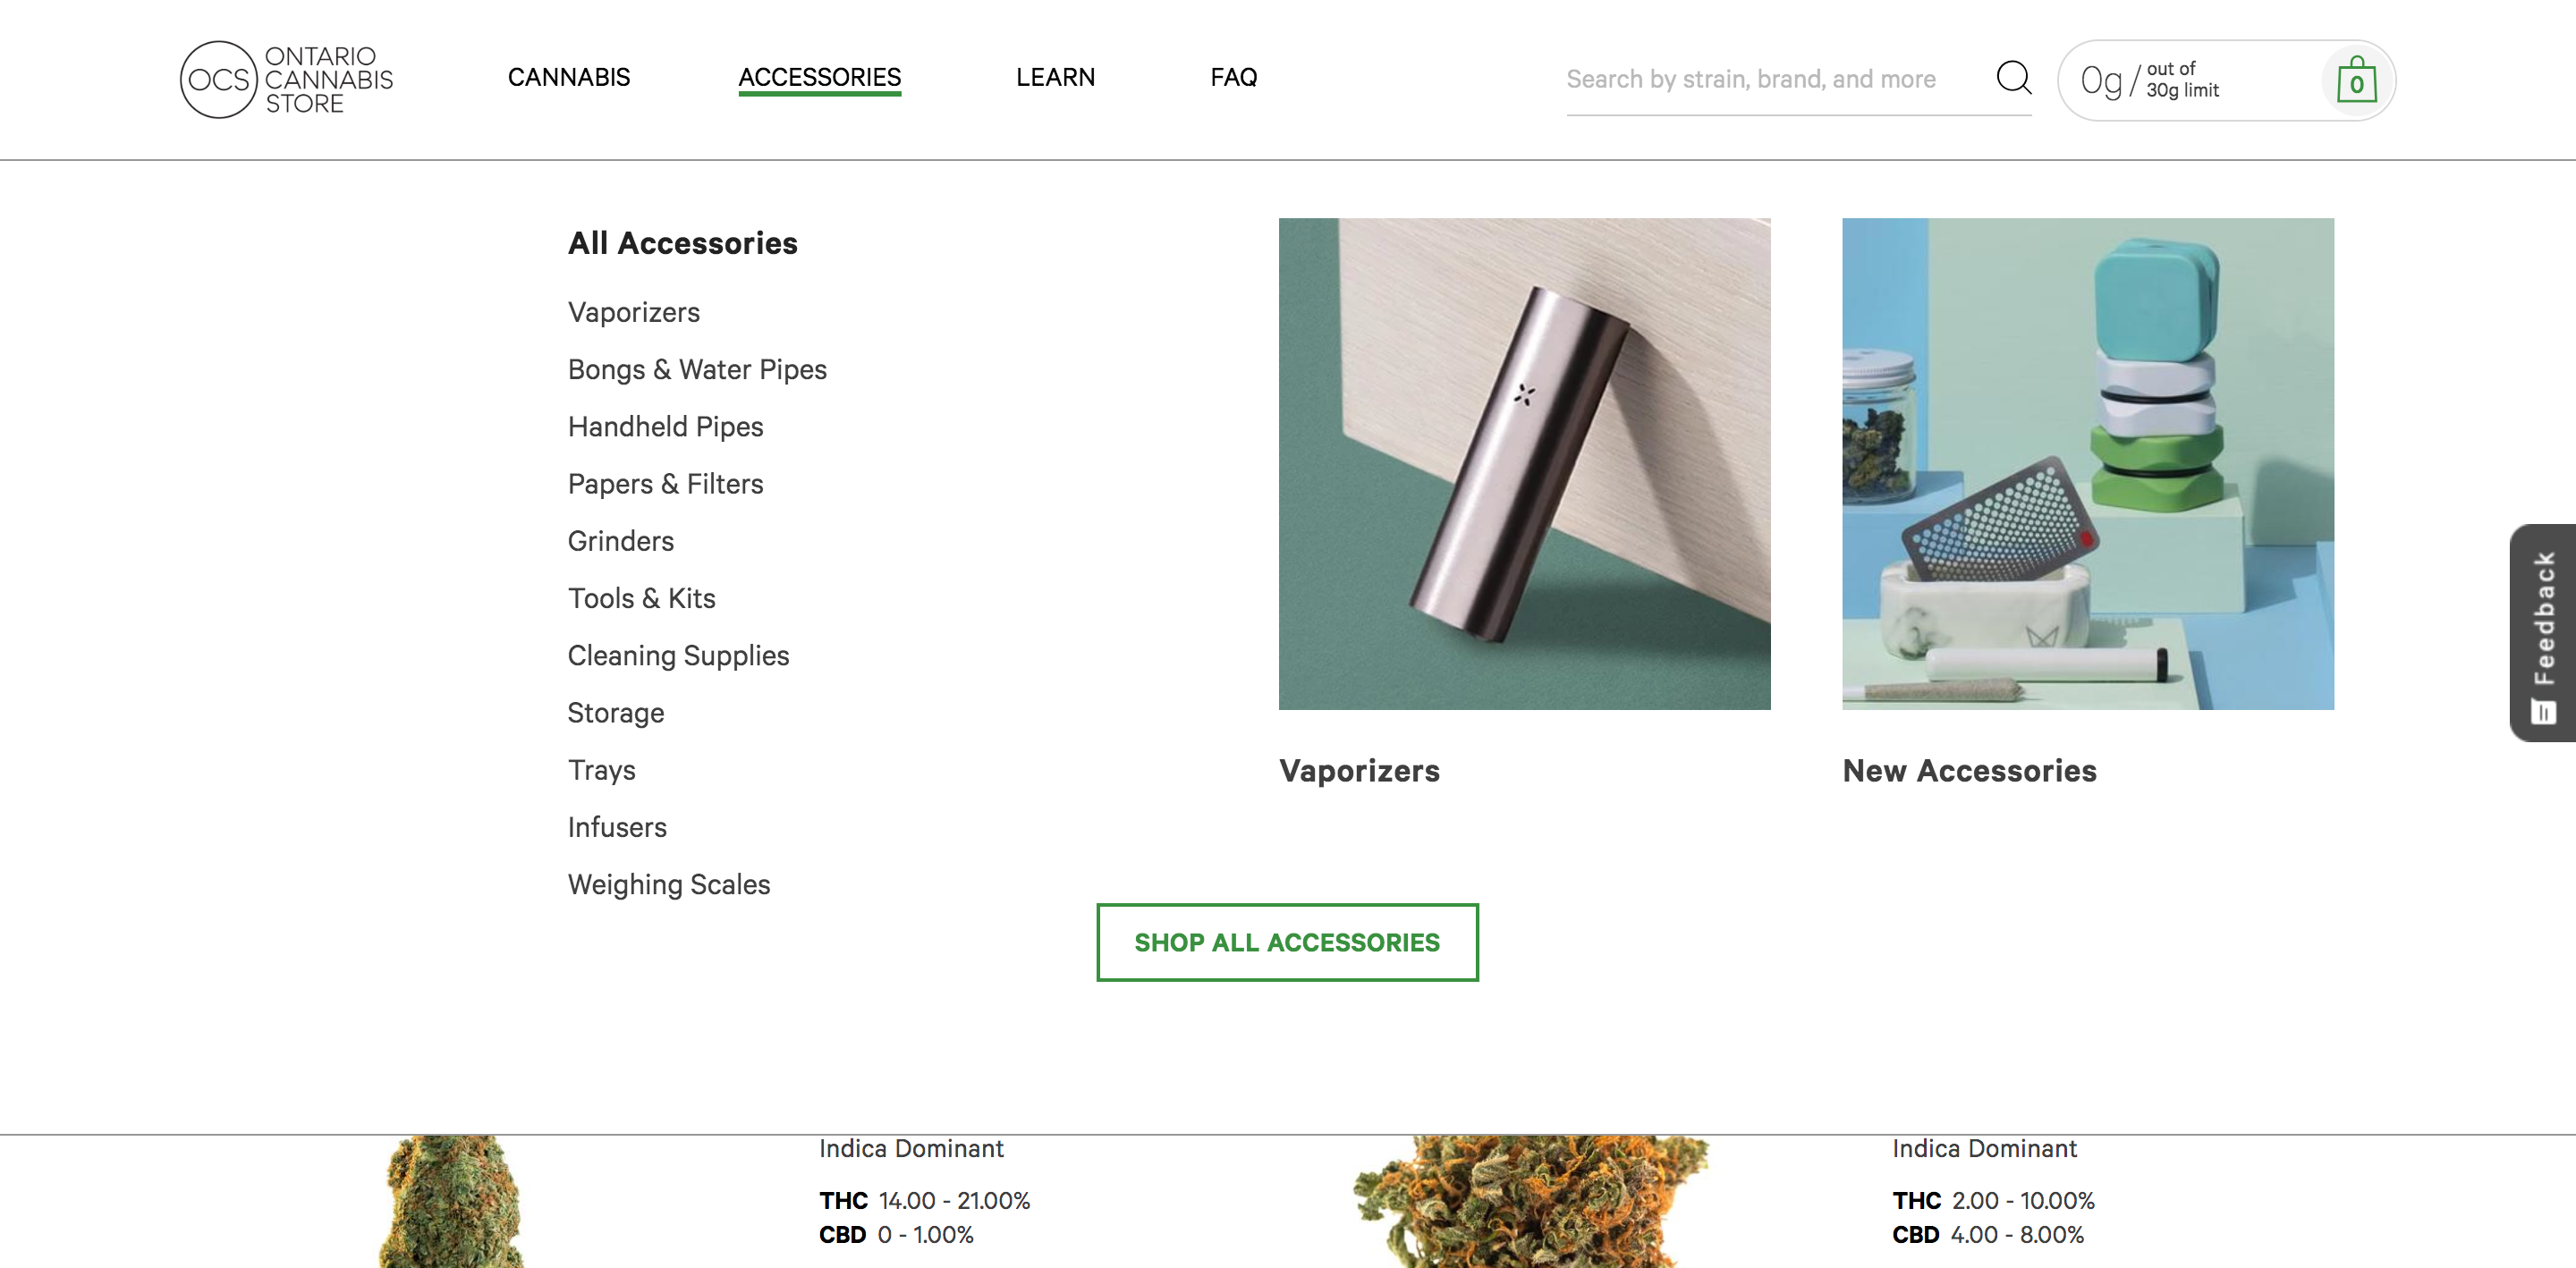 OCS
ONTARIO
CANNABIS
STORE
CANNABIS
ACCESSORIES
LEARN
FAQ
Search by strain, brand, and more
0g / out of
30g limit
0
All Accessories
Vaporizers
Bongs & Water Pipes
Handheld Pipes
Papers & Filters
Grinders
Tools & Kits
Cleaning Supplies
Storage
Trays
Infusers
Weighing Scales
Vaporizers
New Accessories
SHOP ALL ACCESSORIES
Feedback
Indica Dominant
THC 14.00 - 21.00%
CBD 0 - 1.00%
Indica Dominant
THC 2.00 - 10.00%
CBD 4.00 - 8.00%